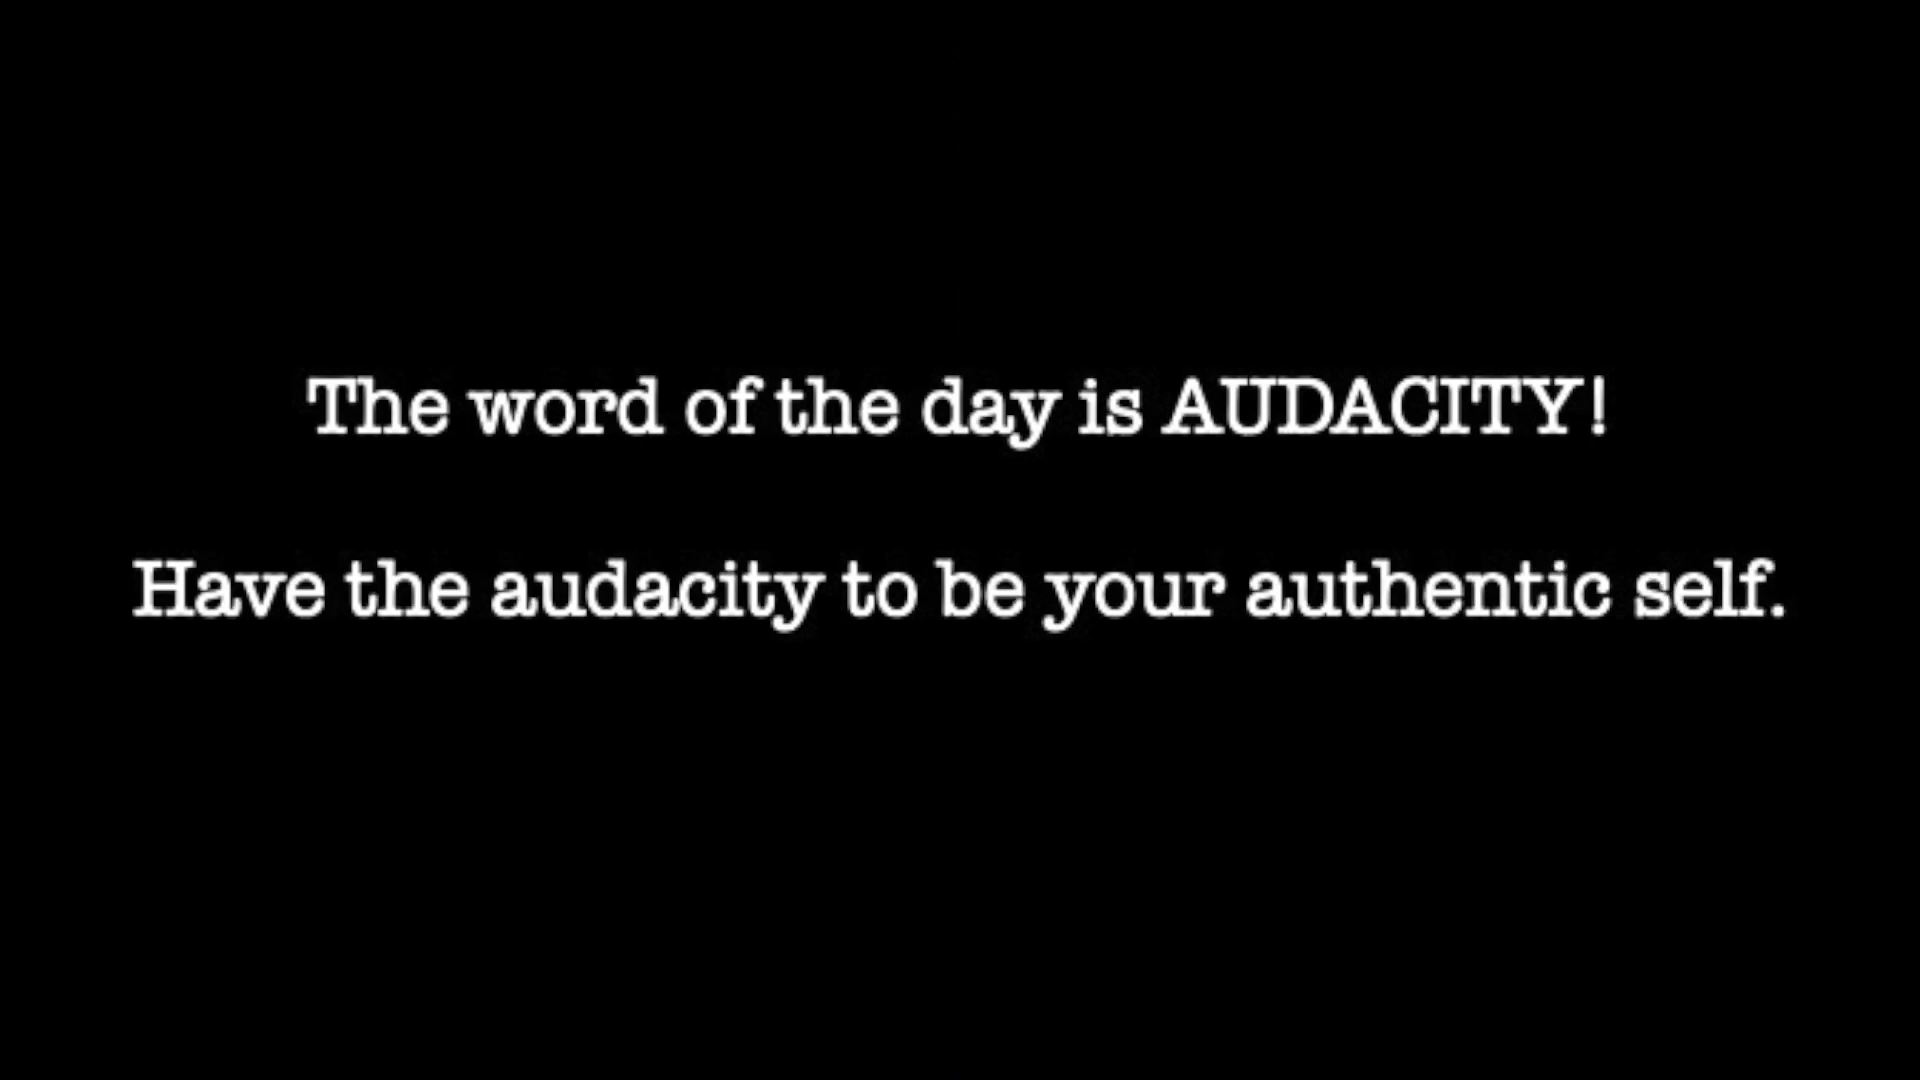 The word of the day is AUDACITY!
Have the audacity to be your authentic self.